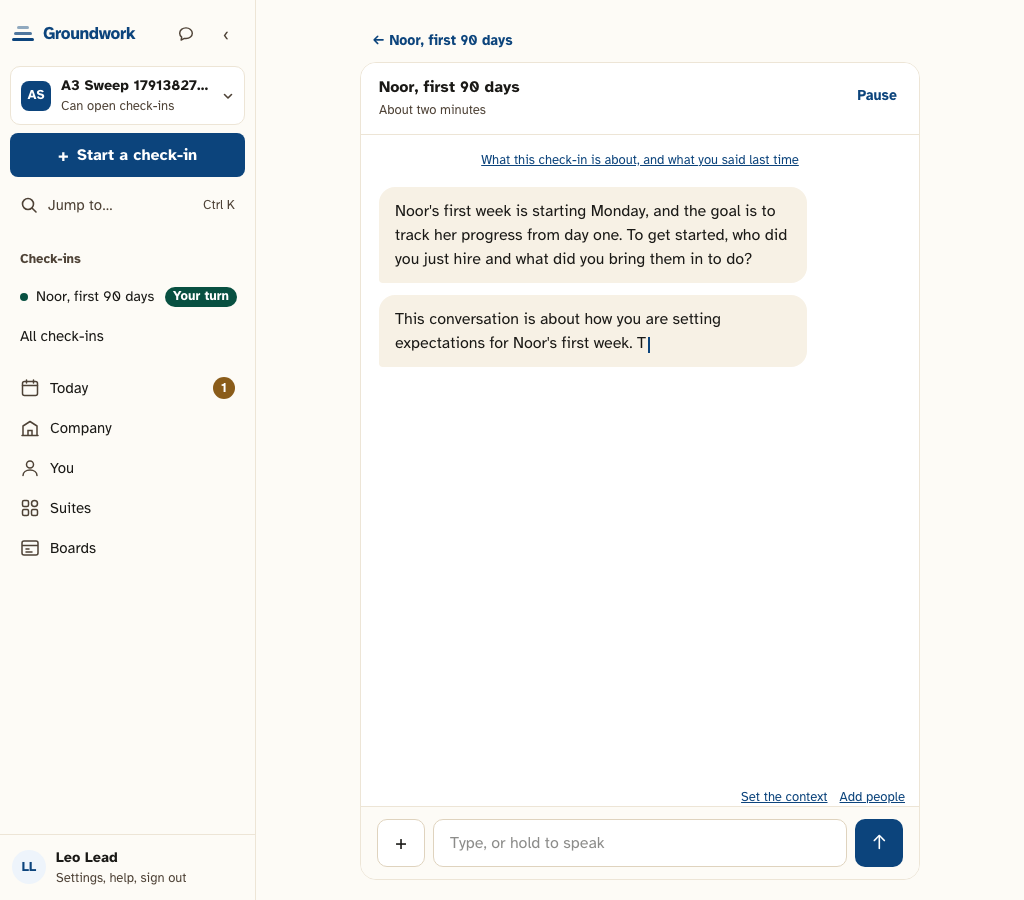 Groundwork
‹
AS
A3 Sweep 17913827...
Can open check-ins
+ Start a check-in
Jump to...
Ctrl K
Check-ins
Noor, first 90 days
Your turn
All check-ins
Today
1
Company
You
Suites
Boards
LL
Leo Lead
Settings, help, sign out
← Noor, first 90 days
Noor, first 90 days
About two minutes
Pause
What this check-in is about, and what you said last time
Noor's first week is starting Monday, and the goal is to
track her progress from day one. To get started, who did
you just hire and what did you bring them in to do?
This conversation is about how you are setting
expectations for Noor's first week. T
Set the context
Add people
+
Type, or hold to speak
↑